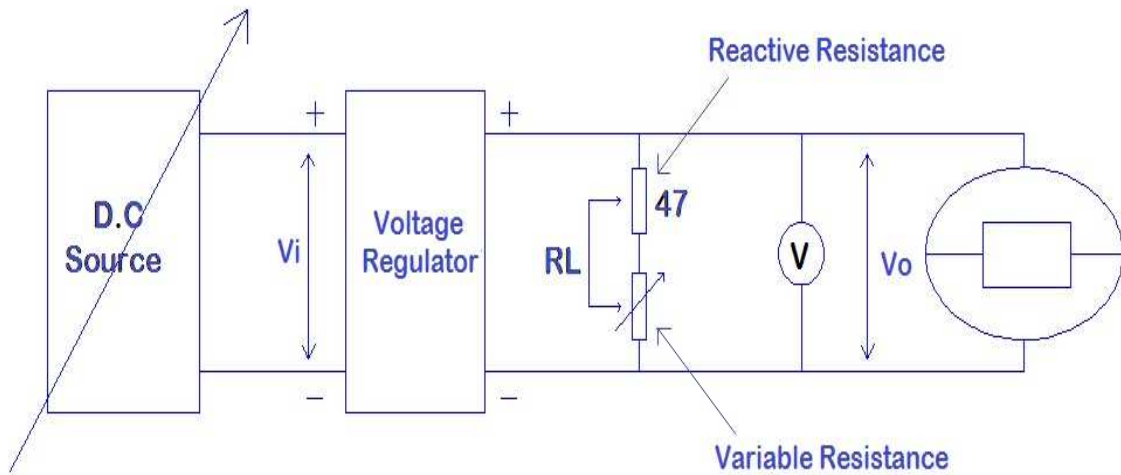 Reactive Resistance
+
+
D.C
Source
Vi
Voltage
Regulator
47
RL
V
Vo
−
−
Variable Resistance